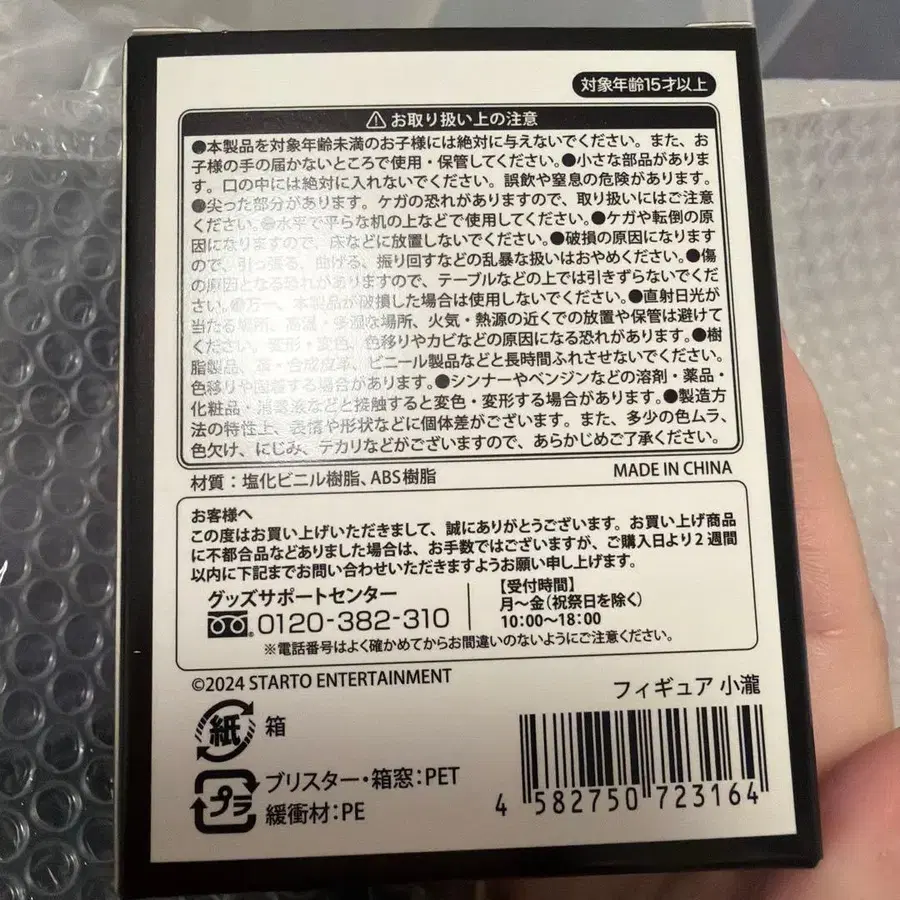 対象年齢15才以上
⚠お取り扱い上の注意
●本製品を対象年齢未満のお子様には絶対に与えないでください。また、お
子様の手の届かないところで使用・保管してください。●小さな部品がありま
す。口の中には絶対に入れないでください。誤飲や窒息の危険があります。
●尖った部分があります。ケガの恐れがありますので、取り扱いにはご注意
ください。●水平で平らな机の上などで使用してください。●ケガや転倒の原
因になりますので、床などに放置しないでください。●破損の原因になります
ので、引っ張る、曲げる、振り回すなどの乱暴な扱いはおやめください。●傷
の原因となる恐れがありますので、テーブルなどの上では引きずらないでくだ
さい。●万一、本製品が破損した場合は使用しないでください。●直射日光が
当たる場所、高温・多湿な場所、火気・熱源の近くでの放置や保管は避けて
ください。変形・変色、色移りやカビなどの原因になる恐れがあります。●樹
脂製品、革・合成皮革、ビニール製品などと長時間ふれさせないでください。
色移りや固着する場合があります。●シンナーやベンジンなどの溶剤・薬品・
化粧品・消毒液などと接触すると変色・変形する場合があります。●製造方
法の特性上、表情や形状などに個体差がございます。また、多少の色ムラ、
色欠け、にじみ、テカリなどがございますので、あらかじめご了承ください。
材質：塩化ビニル樹脂、ABS樹脂
MADE IN CHINA
お客様へ
この度はお買い上げいただきまして、誠にありがとうございます。お買い上げ商品
に不都合品などありました場合は、お手数ではございますが、ご購入日より2週間
以内に下記までお問い合わせいただきますようお願い申し上げます。
グッズサポートセンター
0120-382-310
【受付時間】
月〜金（祝祭日を除く）
10:00〜18:00
※電話番号はよく確かめてからお間違いのないようにご注意ください。
©2024 STARTO ENTERTAINMENT
フィギュア 小瀧
紙 箱
プラ ブリスター・箱窓：PET
緩衝材：PE
4 582750 723164